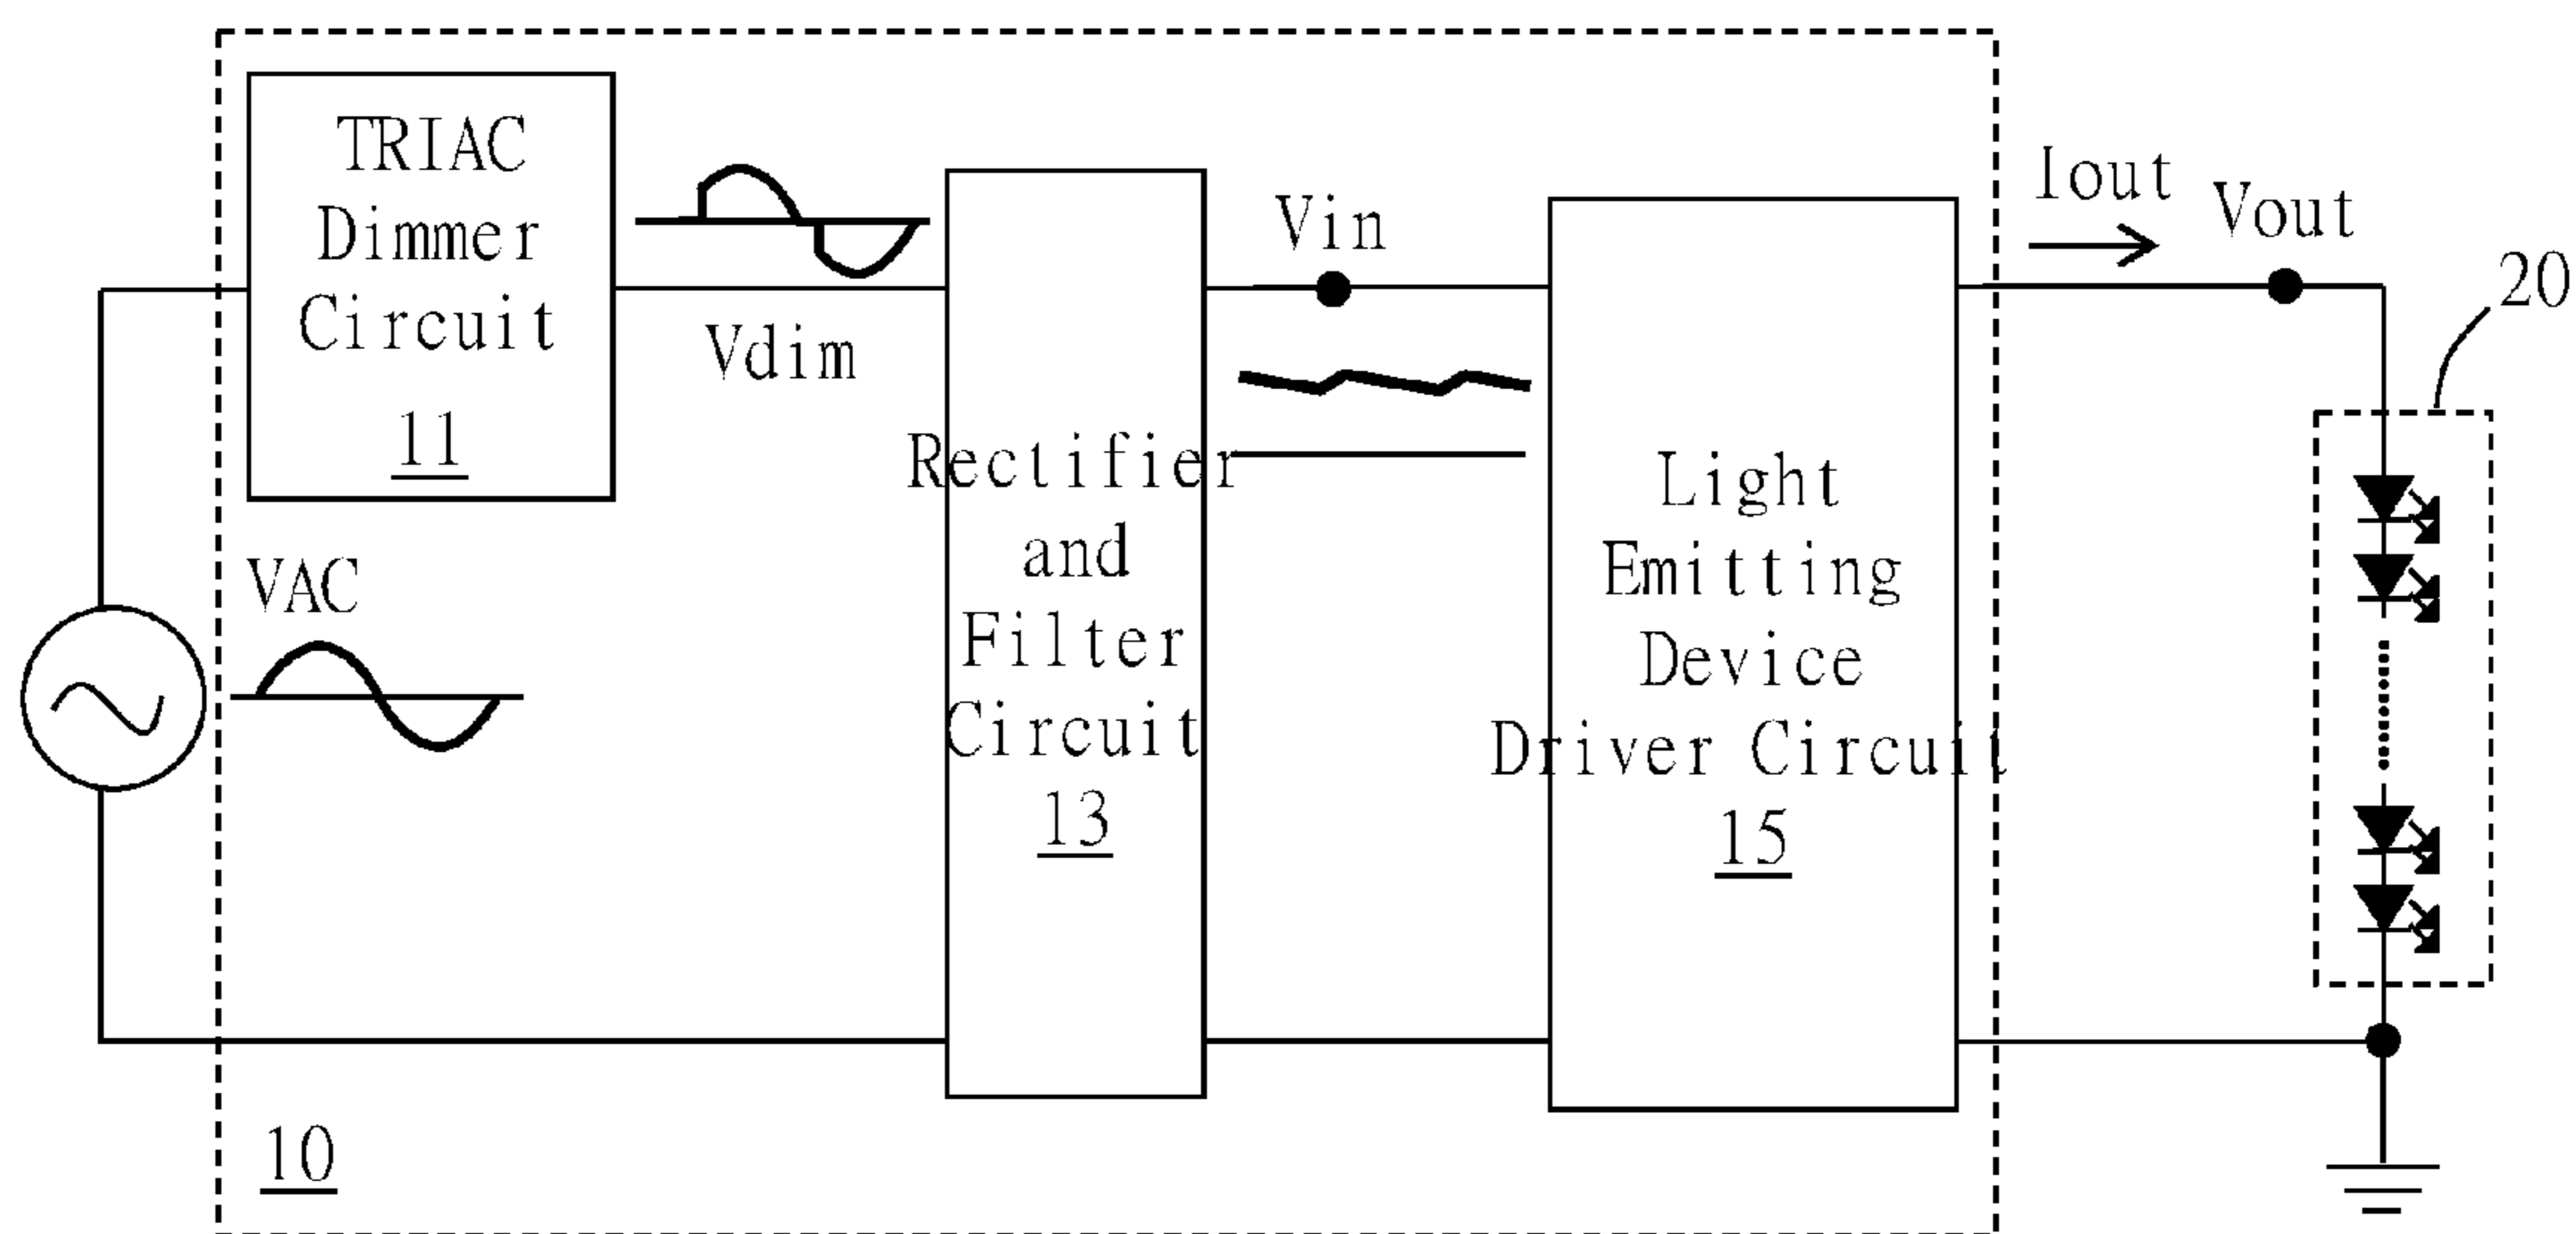 TRIAC
Dimmer
Circuit
11
Vdim
VAC
Rectifier
and
Filter
Circuit
13
Vin
Light
Emitting
Device
Driver Circuit
15
Iout
Vout
20
10